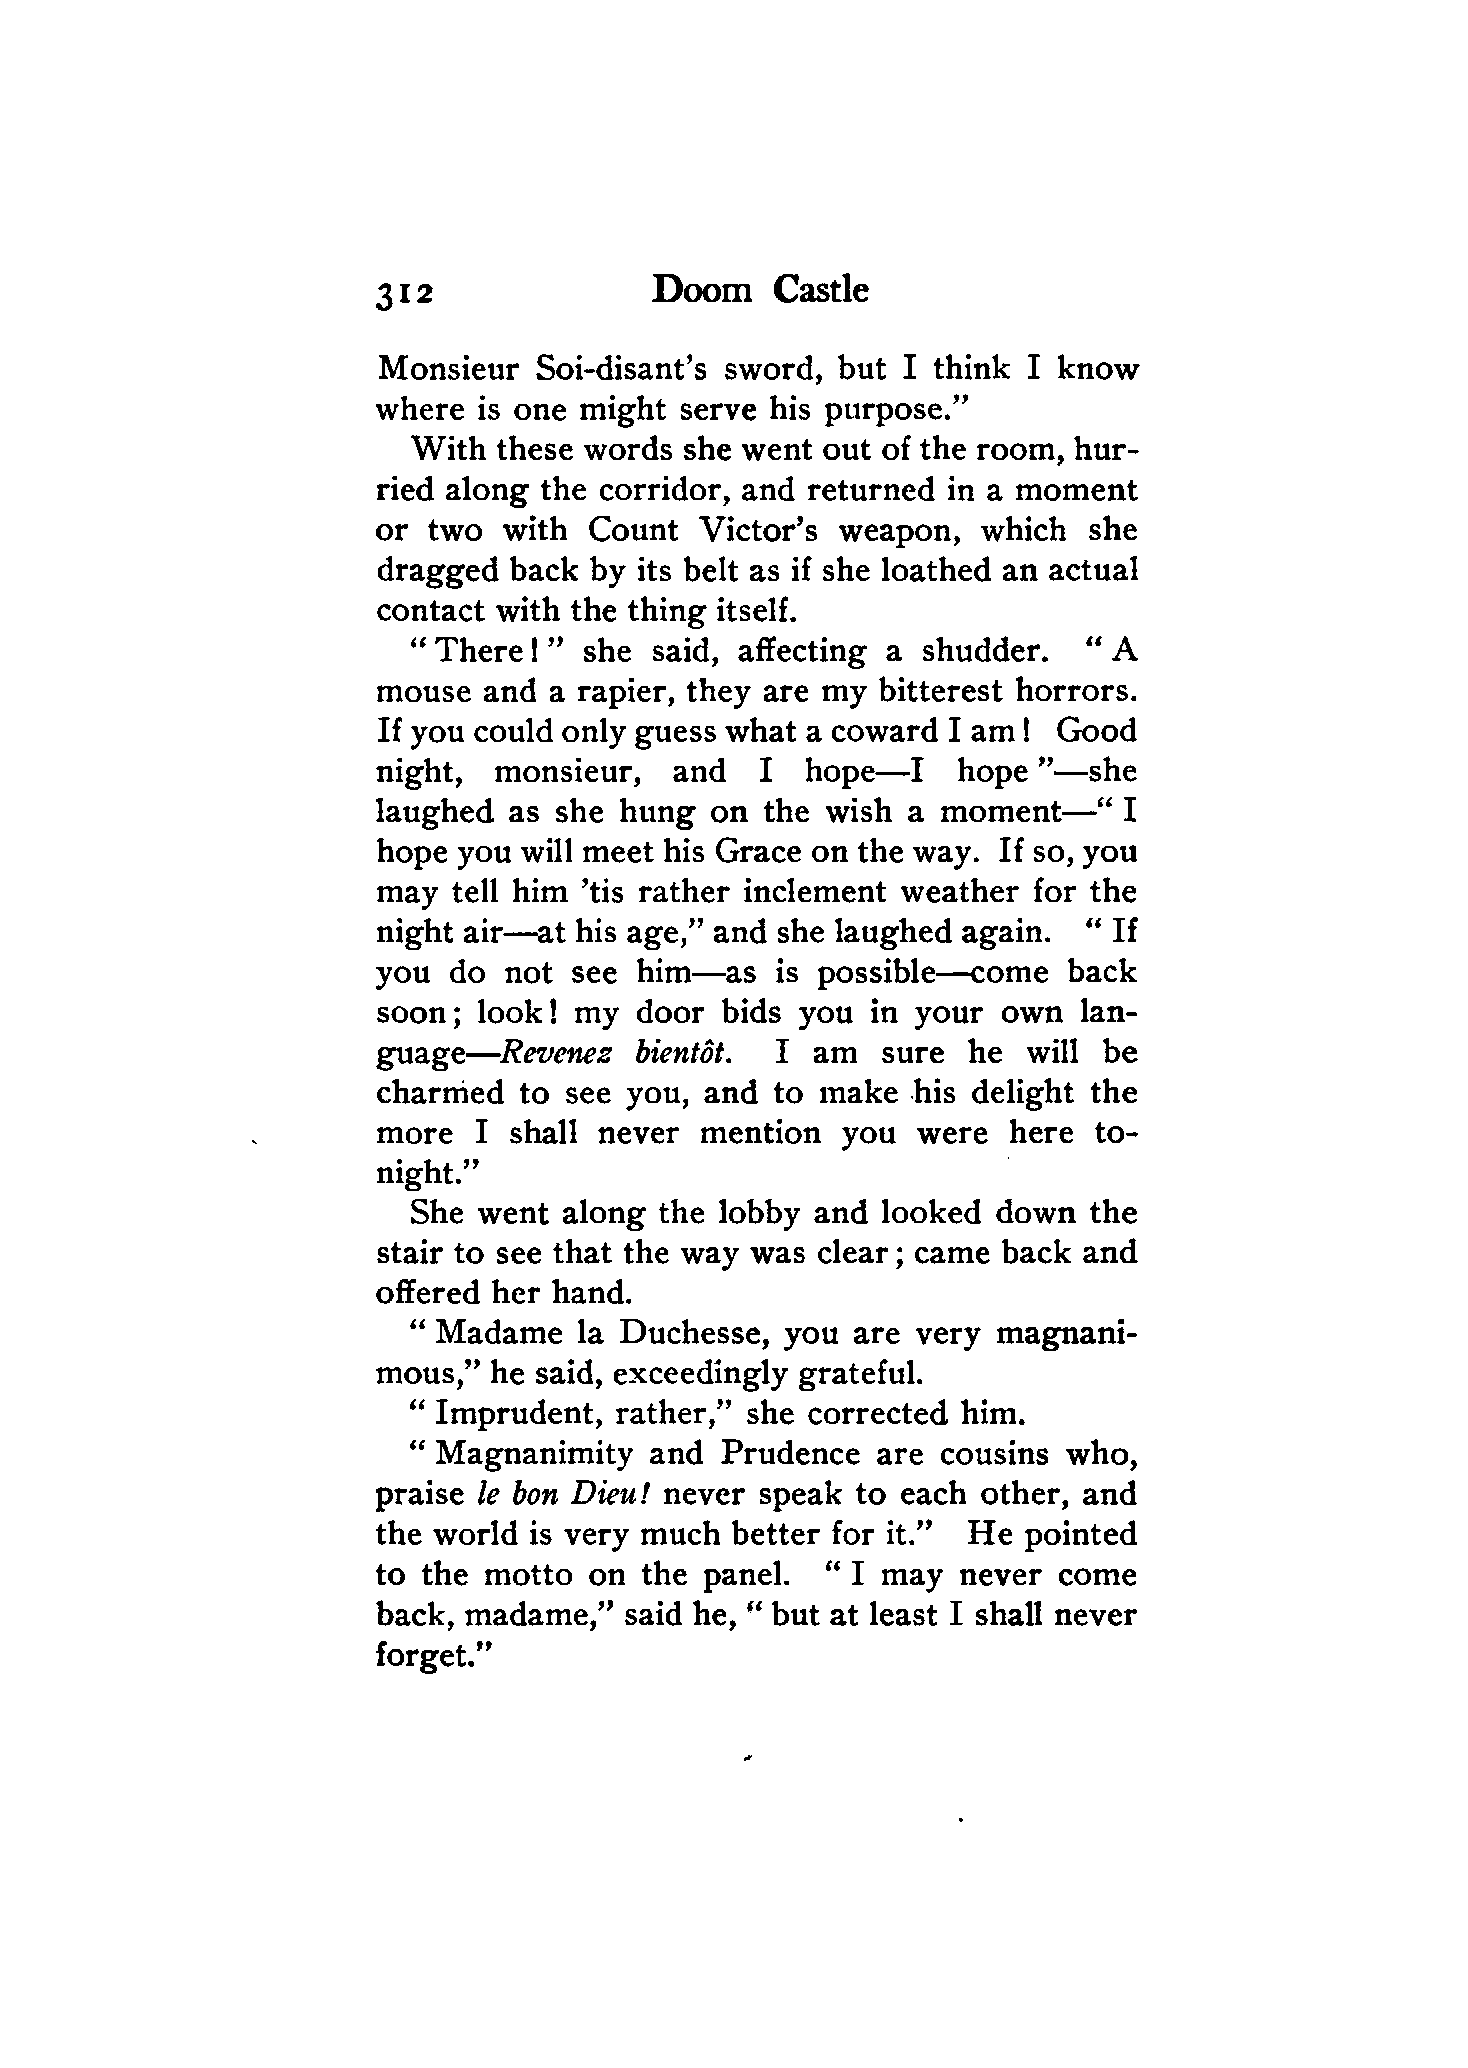 312 Doom Castle
Monsieur Soi-disant's sword, but I think I know
where is one might serve his purpose."
With these words she went out of the room, hur-
ried along the corridor, and returned in a moment
or two with Count Victor's weapon, which she
dragged back by its belt as if she loathed an actual
contact with the thing itself.
"There!" she said, affecting a shudder. "A
mouse and a rapier, they are my bitterest horrors.
If you could only guess what a coward I am! Good
night, monsieur, and I hope—I hope"—she
laughed as she hung on the wish a moment—"I
hope you will meet his Grace on the way. If so, you
may tell him 'tis rather inclement weather for the
night air—at his age," and she laughed again. "If
you do not see him—as is possible—come back
soon; look! my door bids you in your own lan-
guage—Revenez bientôt. I am sure he will be
charmed to see you, and to make his delight the
more I shall never mention you were here to-
night."
She went along the lobby and looked down the
stair to see that the way was clear; came back and
offered her hand.
"Madame la Duchesse, you are very magnani-
mous," he said, exceedingly grateful.
"Imprudent, rather," she corrected him.
"Magnanimity and Prudence are cousins who,
praise le bon Dieu! never speak to each other, and
the world is very much better for it." He pointed
to the motto on the panel. "I may never come
back, madame," said he, "but at least I shall never
forget."